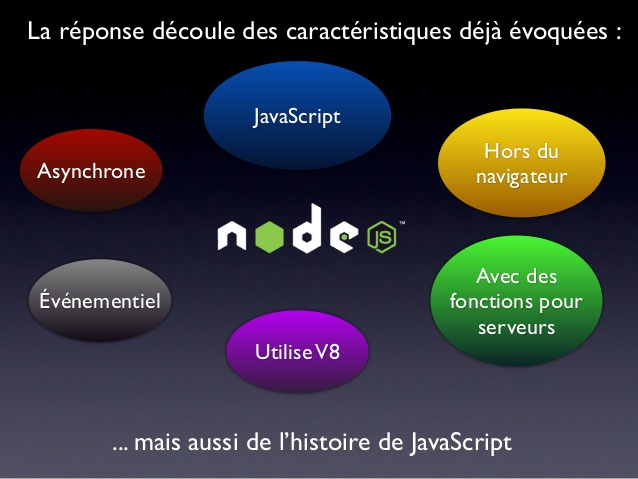 La réponse découle des caractéristiques déjà évoquées :
JavaScript
Hors du
navigateur
Asynchrone
node JS ™
Avec des
fonctions pour
serveurs
Événementiel
Utilise V8
... mais aussi de l’histoire de JavaScript